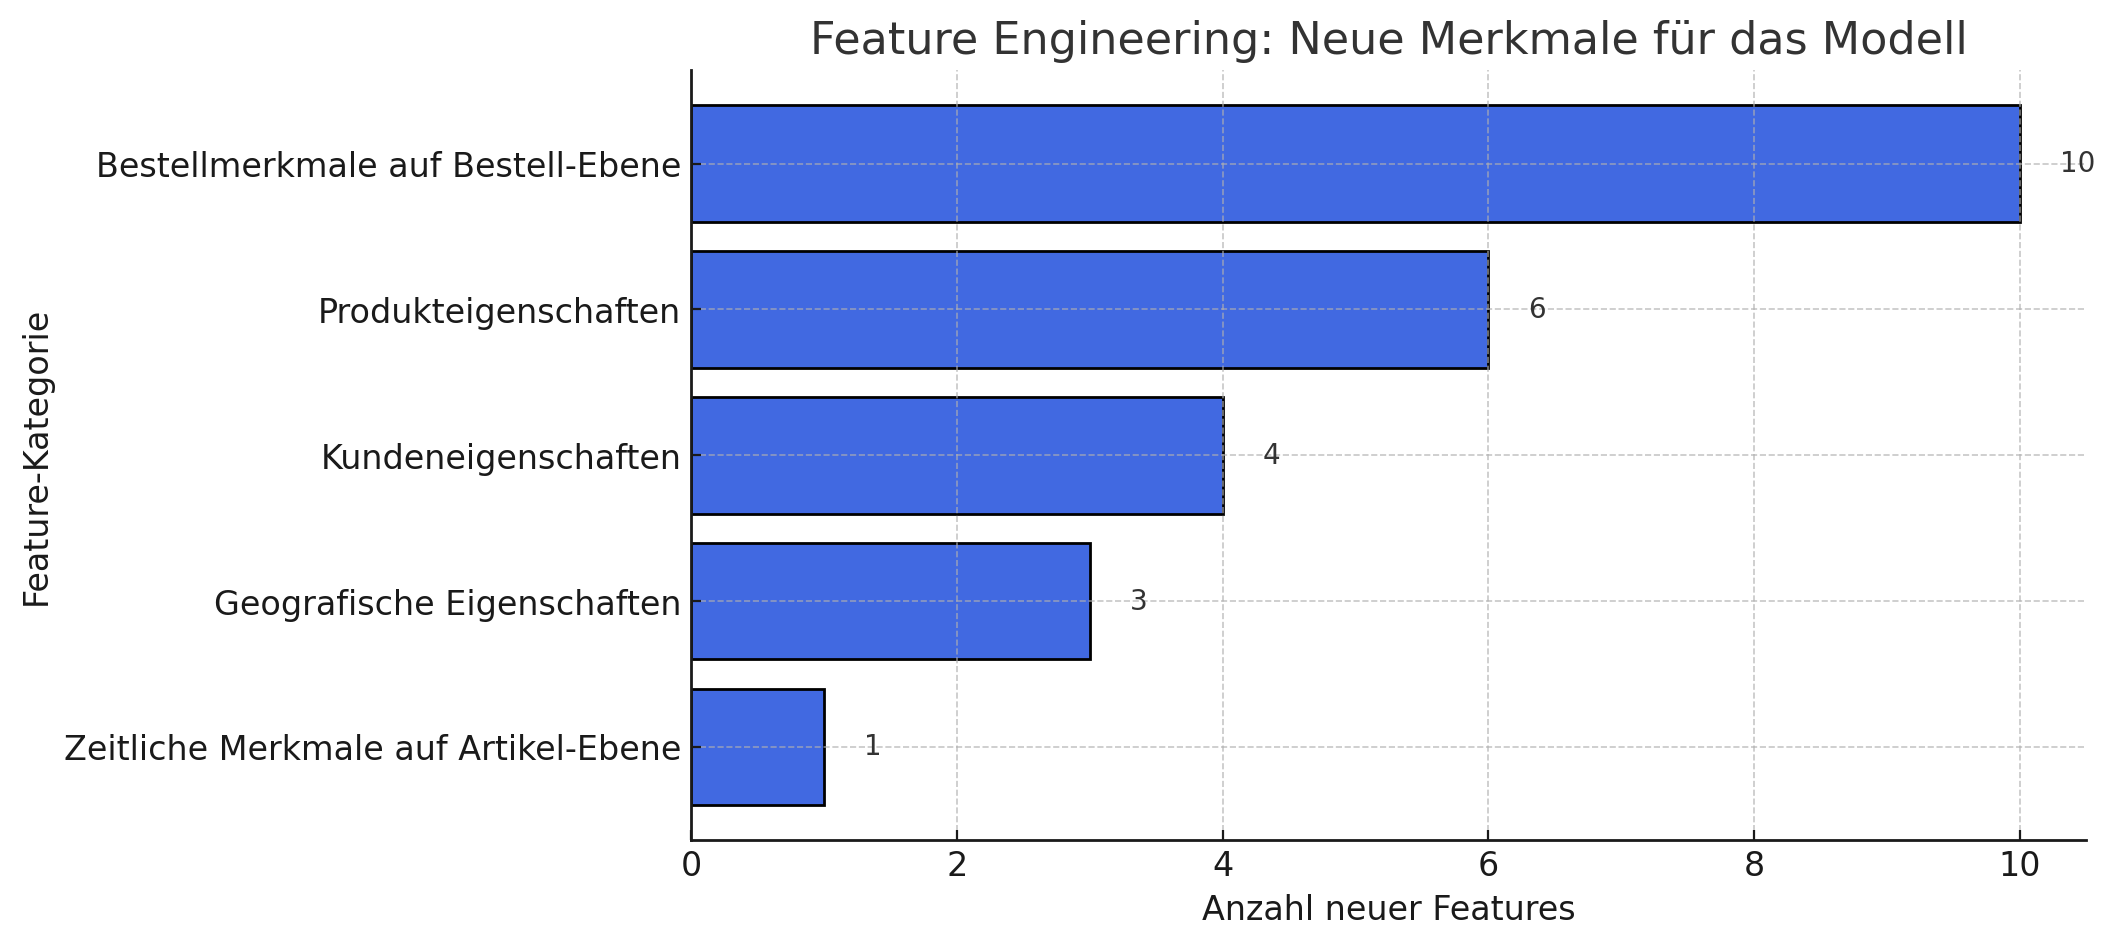 Feature Engineering: Neue Merkmale für das Modell
Feature-Kategorie
Bestellmerkmale auf Bestell-Ebene
10
Produkteigenschaften
6
Kundeneigenschaften
4
Geografische Eigenschaften
3
Zeitliche Merkmale auf Artikel-Ebene
1
0 2 4 6 8 10
Anzahl neuer Features